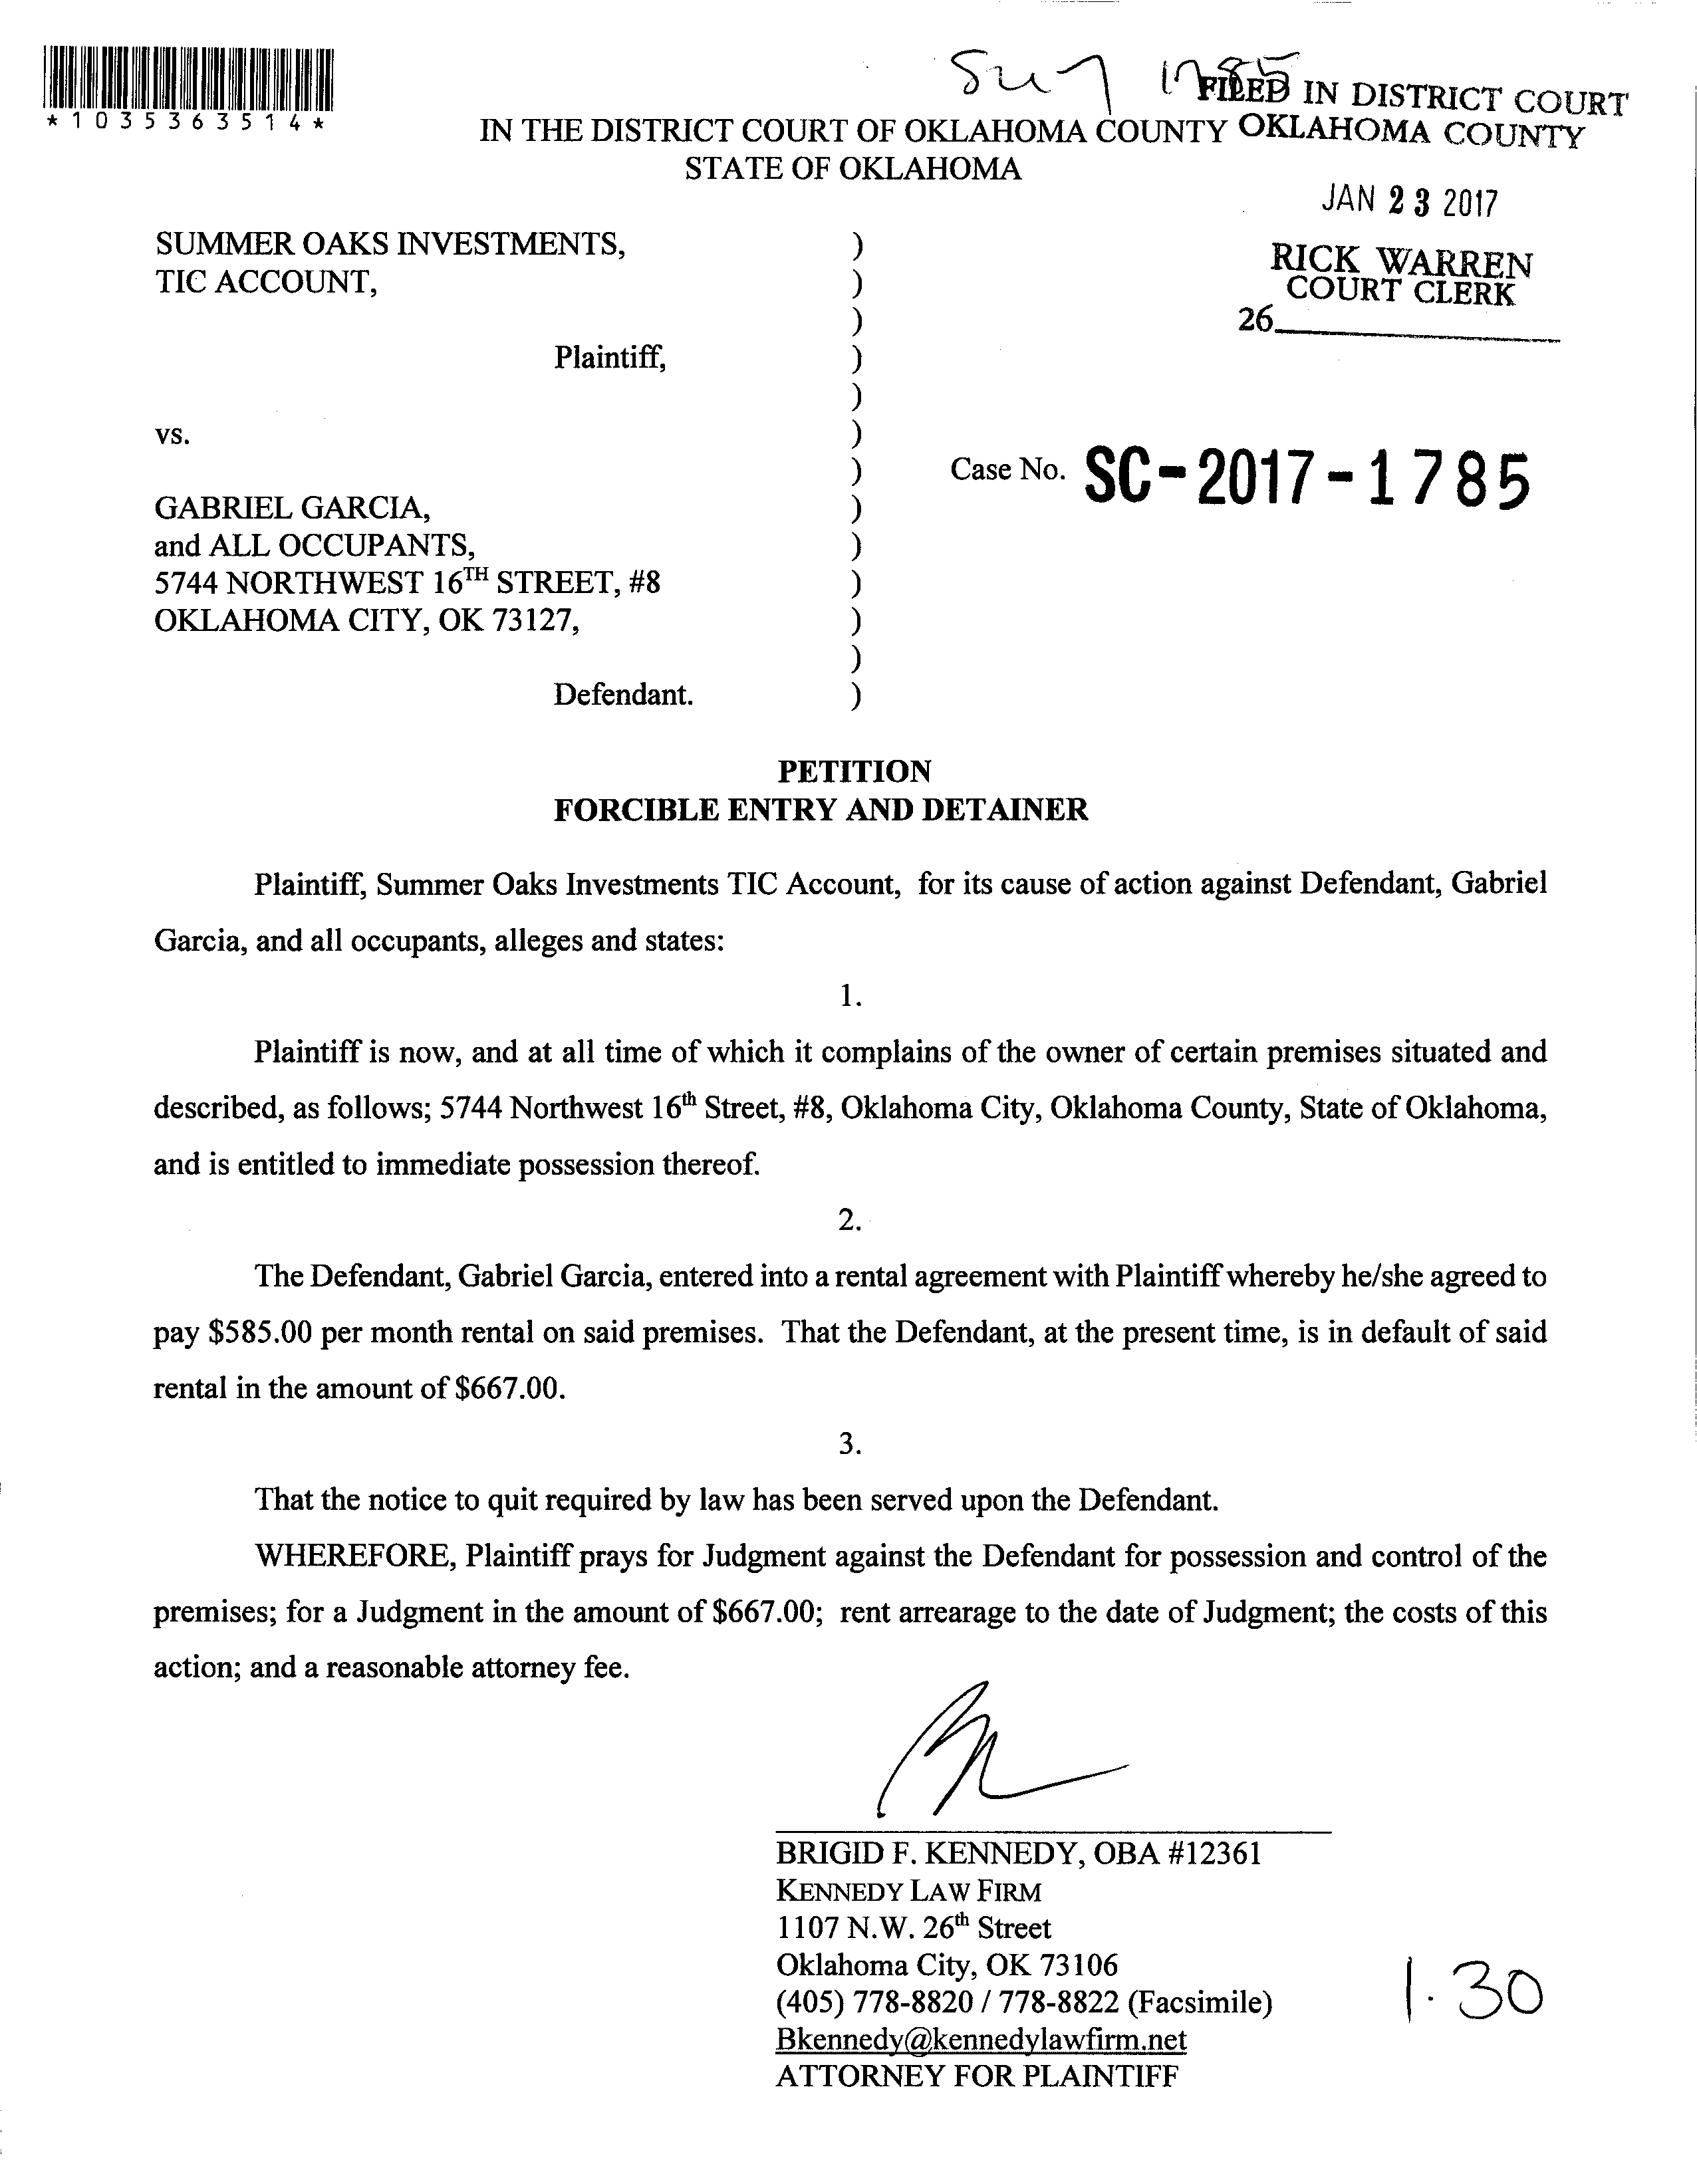 *1035363514*
FILED IN DISTRICT COURT
OKLAHOMA COUNTY
IN THE DISTRICT COURT OF OKLAHOMA COUNTY
STATE OF OKLAHOMA
JAN 23 2017
RICK WARREN
COURT CLERK
26
SUMMER OAKS INVESTMENTS, )
TIC ACCOUNT, )
)
Plaintiff, )
)
vs. )
) Case No. SC-2017-1785
GABRIEL GARCIA, )
and ALL OCCUPANTS, )
5744 NORTHWEST 16TH STREET, #8 )
OKLAHOMA CITY, OK 73127, )
)
Defendant. )
PETITION
FORCIBLE ENTRY AND DETAINER
Plaintiff, Summer Oaks Investments TIC Account, for its cause of action against Defendant, Gabriel
Garcia, and all occupants, alleges and states:
1.
Plaintiff is now, and at all time of which it complains of the owner of certain premises situated and
described, as follows; 5744 Northwest 16th Street, #8, Oklahoma City, Oklahoma County, State of Oklahoma,
and is entitled to immediate possession thereof.
2.
The Defendant, Gabriel Garcia, entered into a rental agreement with Plaintiff whereby he/she agreed to
pay $585.00 per month rental on said premises. That the Defendant, at the present time, is in default of said
rental in the amount of $667.00.
3.
That the notice to quit required by law has been served upon the Defendant.
WHEREFORE, Plaintiff prays for Judgment against the Defendant for possession and control of the
premises; for a Judgment in the amount of $667.00; rent arrearage to the date of Judgment; the costs of this
action; and a reasonable attorney fee.
BRIGID F. KENNEDY, OBA #12361
KENNEDY LAW FIRM
1107 N.W. 26th Street
Oklahoma City, OK 73106
(405) 778-8820 / 778-8822 (Facsimile)
Bkennedy@kennedylawfirm.net
ATTORNEY FOR PLAINTIFF
1.30